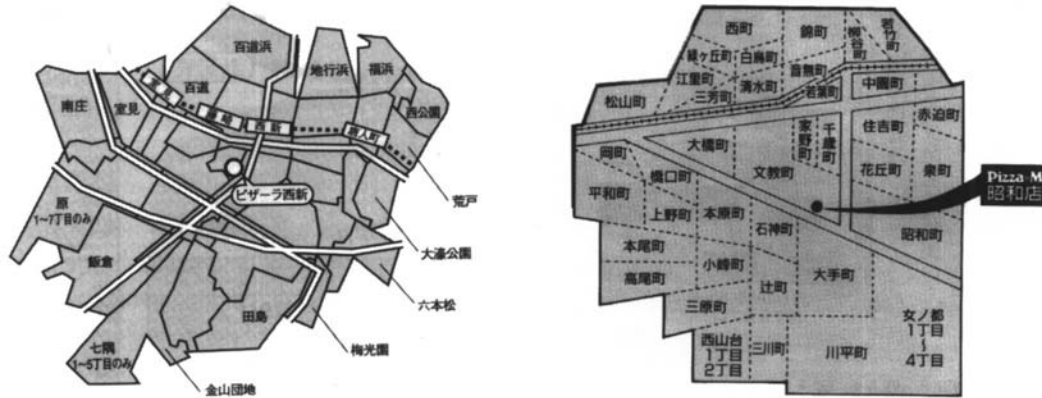 百道浜
地行浜
福浜
百道
西公園
南庄
室見
藤崎
西新
唐人町
ピザーラ西新
荒戸
原
1〜7丁目のみ
大濠公園
飯倉
六本松
田島
梅光園
七隈
1〜5丁目のみ
金山団地
西町
錦町
柳谷町
若竹町
緑ヶ丘町
白鳥町
音無町
江里町
清水町
中園町
三芳町
若葉町
松山町
赤迫町
住吉町
家野町
千歳町
大橋町
岡町
文教町
橋口町
花丘町
泉町
平和町
Pizza-M
昭和店
上野町
本原町
石神町
昭和町
本尾町
小峰町
大手町
高尾町
辻町
三原町
女ノ都
1丁目
〜
4丁目
西山台
1丁目
2丁目
三川町
川平町